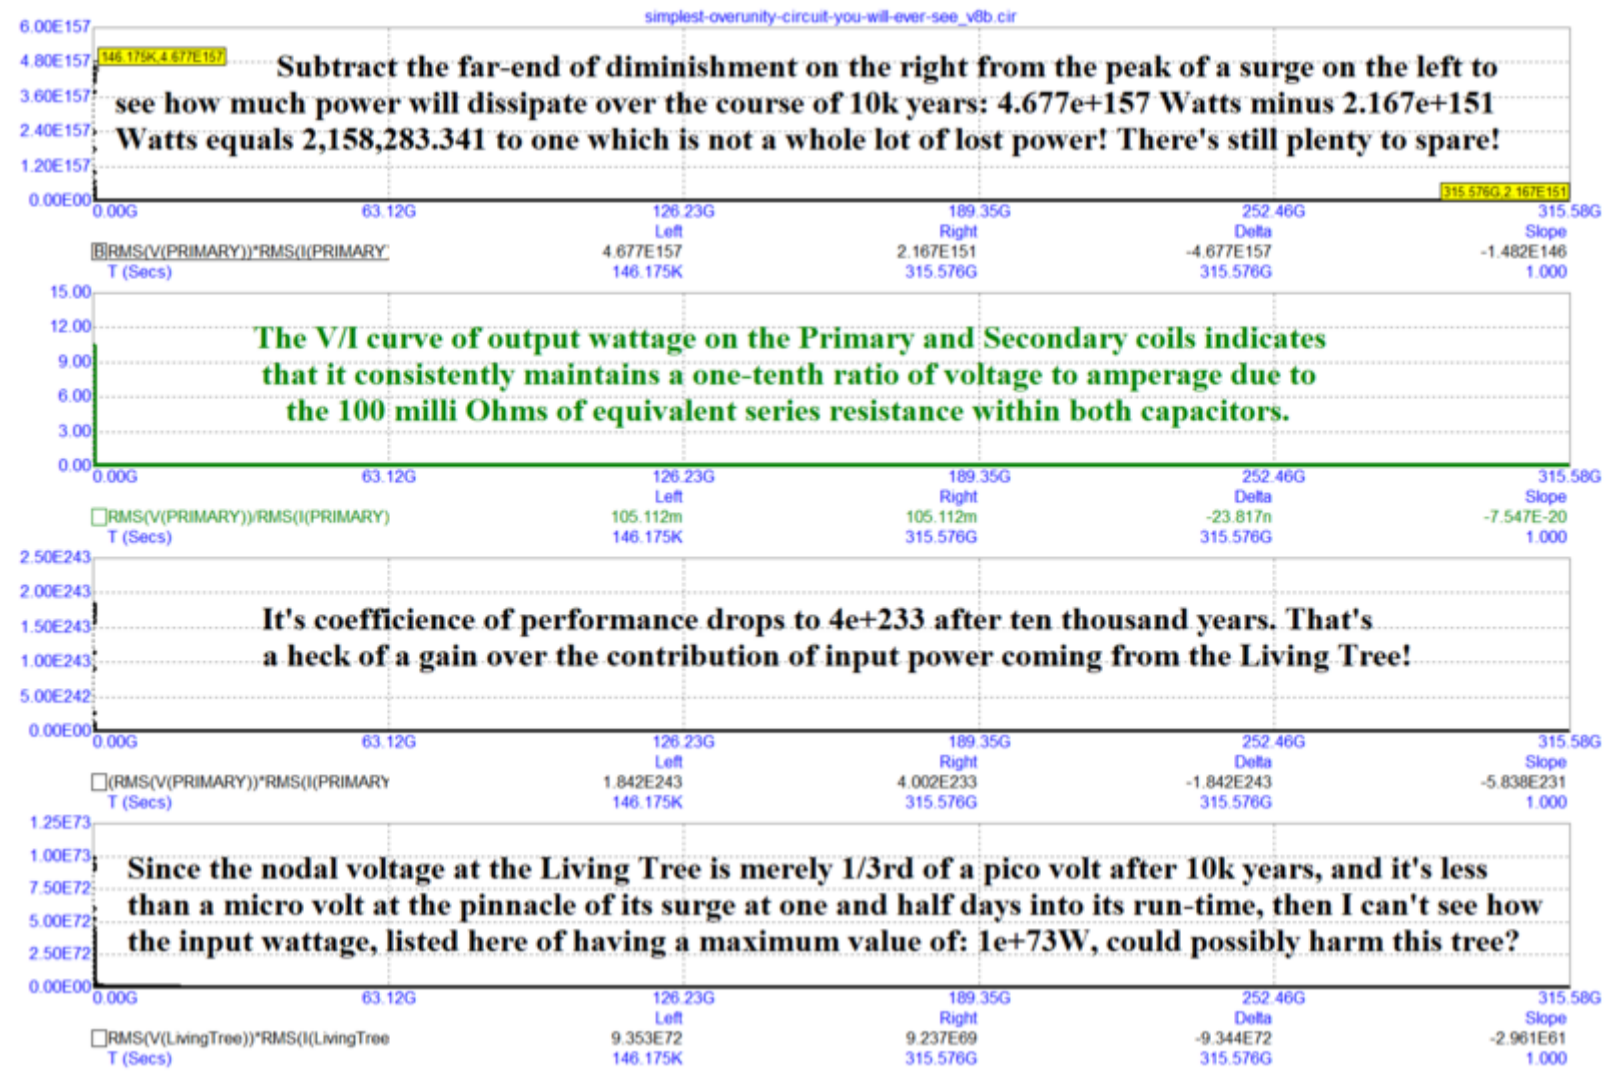 simplest-overunity-circuit-you-will-ever-see_v8b.cir
6.00E157
4.80E157
3.60E157
2.40E157
1.20E157
0.00E00
146.175K,4.677E157
Subtract the far-end of diminishment on the right from the peak of a surge on the left to
see how much power will dissipate over the course of 10k years: 4.677e+157 Watts minus 2.167e+151
Watts equals 2,158,283.341 to one which is not a whole lot of lost power! There's still plenty to spare!
315.576G,2.167E151
0.00G 63.12G 126.23G 189.35G 252.46G 315.58G
Left Right Delta Slope
B RMS(V(PRIMARY))*RMS(I(PRIMARY 4.677E157 2.167E151 -4.677E157 -1.482E146
T (Secs) 146.175K 315.576G 315.576G 1.000
15.00
12.00
9.00
6.00
3.00
0.00
The V/I curve of output wattage on the Primary and Secondary coils indicates
that it consistently maintains a one-tenth ratio of voltage to amperage due to
the 100 milli Ohms of equivalent series resistance within both capacitors.
0.00G 63.12G 126.23G 189.35G 252.46G 315.58G
Left Right Delta Slope
RMS(V(PRIMARY))/RMS(I(PRIMARY) 105.112m 105.112m -23.817n -7.547E-20
T (Secs) 146.175K 315.576G 315.576G 1.000
2.50E243
2.00E243
1.50E243
1.00E243
5.00E242
0.00E00
It's coefficience of performance drops to 4e+233 after ten thousand years. That's
a heck of a gain over the contribution of input power coming from the Living Tree!
0.00G 63.12G 126.23G 189.35G 252.46G 315.58G
Left Right Delta Slope
(RMS(V(PRIMARY))*RMS(I(PRIMARY 1.842E243 4.002E233 -1.842E243 -5.838E231
T (Secs) 146.175K 315.576G 315.576G 1.000
1.25E73
1.00E73
7.50E72
5.00E72
2.50E72
0.00E00
Since the nodal voltage at the Living Tree is merely 1/3rd of a pico volt after 10k years, and it's less
than a micro volt at the pinnacle of its surge at one and half days into its run-time, then I can't see how
the input wattage, listed here of having a maximum value of: 1e+73W, could possibly harm this tree?
0.00G 63.12G 126.23G 189.35G 252.46G 315.58G
Left Right Delta Slope
RMS(V(LivingTree))*RMS(I(LivingTree 9.353E72 9.237E69 -9.344E72 -2.961E61
T (Secs) 146.175K 315.576G 315.576G 1.000